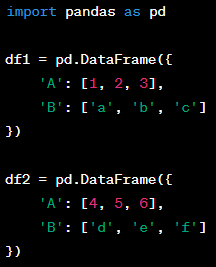 import pandas as pd
df1 = pd.DataFrame({
    'A': [1, 2, 3],
    'B': ['a', 'b', 'c']
})
df2 = pd.DataFrame({
    'A': [4, 5, 6],
    'B': ['d', 'e', 'f']
})